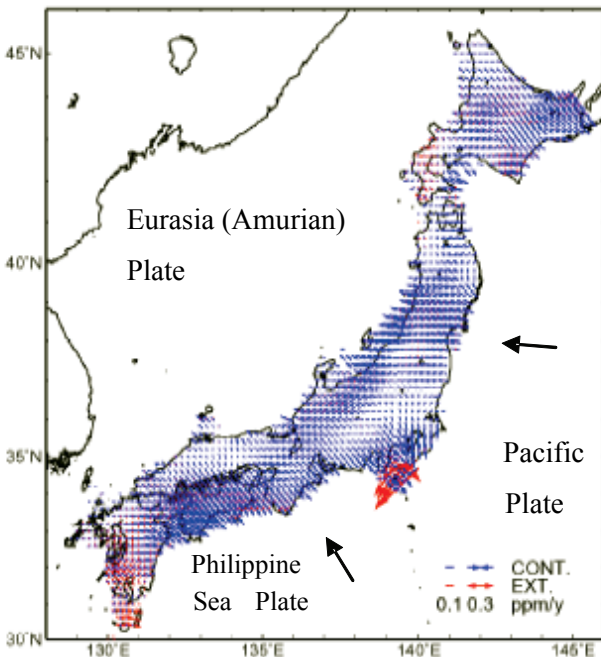 45°N
Eurasia (Amurian)
Plate
40°N
35°N
Pacific
Plate
Philippine
Sea Plate
CONT.
EXT.
0.1 0.3 ppm/y
30°N
130°E 135°E 140°E 145°E